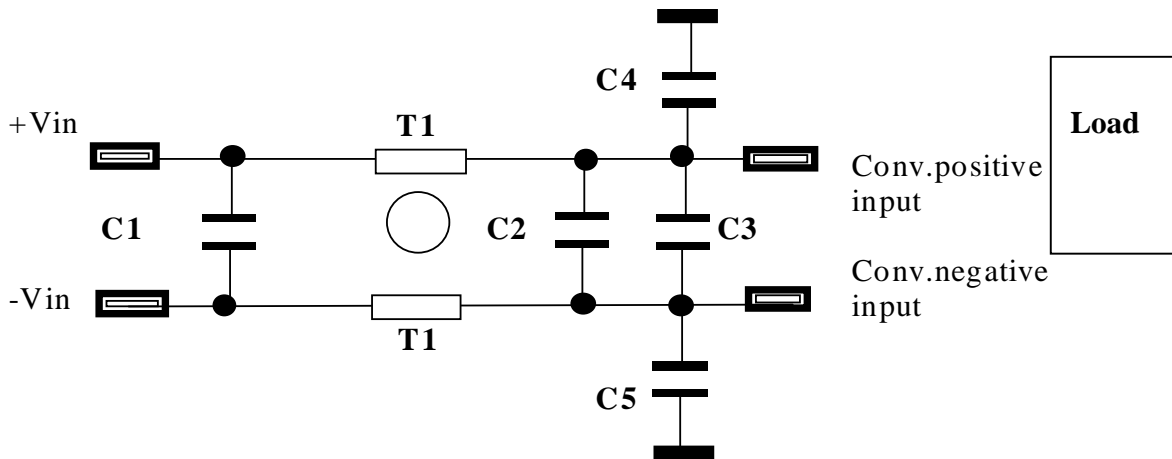 C4
+Vin
T1
Load
Conv.positive
input
C1
C2
C3
-Vin
Conv.negative
input
T1
C5